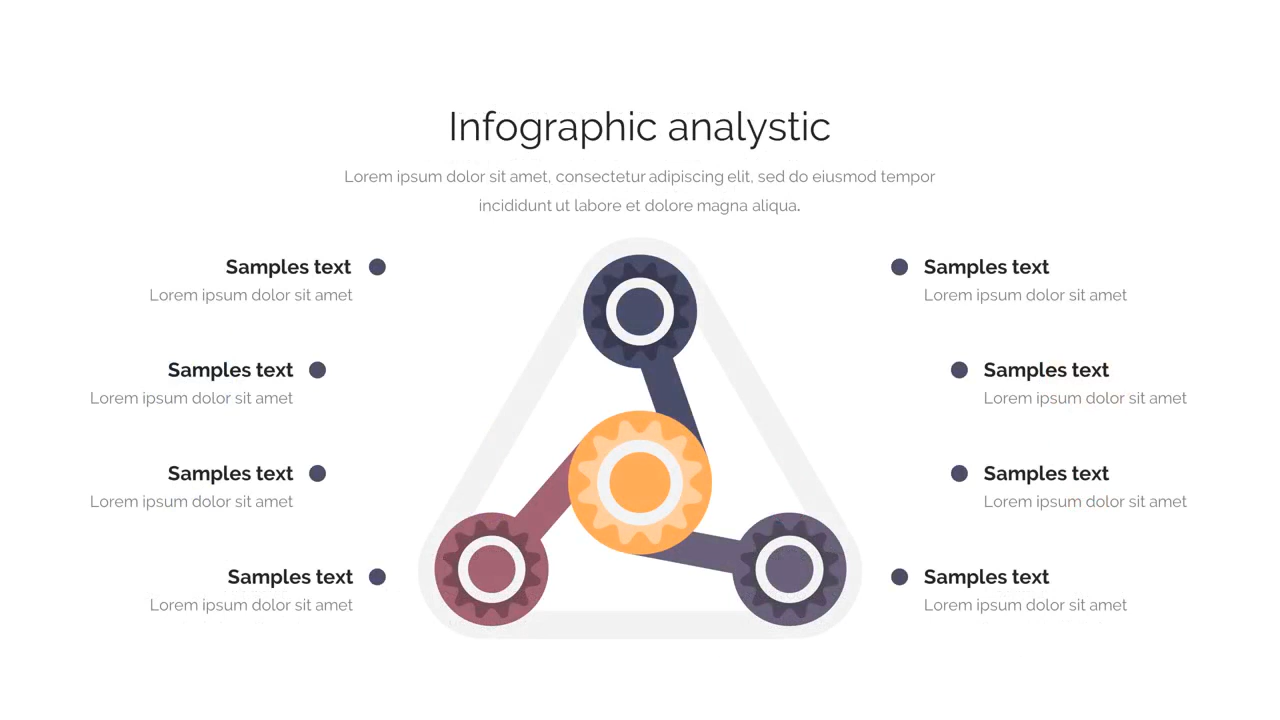 Infographic analystic
Lorem ipsum dolor sit amet, consectetur adipiscing elit, sed do eiusmod tempor
incididunt ut labore et dolore magna aliqua.
Samples text
Lorem ipsum dolor sit amet
Samples text
Lorem ipsum dolor sit amet
Samples text
Lorem ipsum dolor sit amet
Samples text
Lorem ipsum dolor sit amet
Samples text
Lorem ipsum dolor sit amet
Samples text
Lorem ipsum dolor sit amet
Samples text
Lorem ipsum dolor sit amet
Samples text
Lorem ipsum dolor sit amet